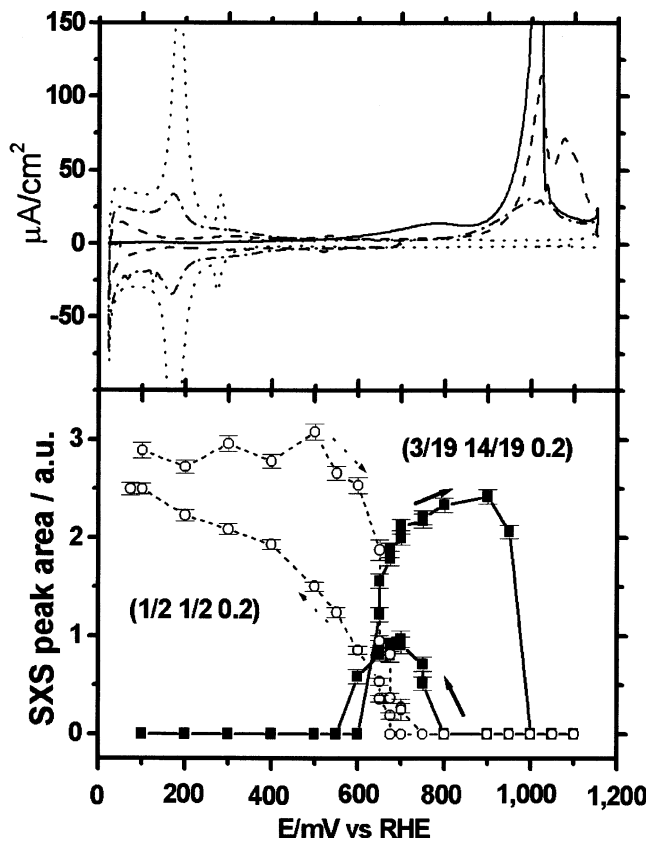 150
100
50
0
-50
μA/cm²
3
2
1
0
SXS peak area / a.u.
(3/19 14/19 0.2)
(1/2 1/2 0.2)
0 200 400 600 800 1,000 1,200
E/mV vs RHE